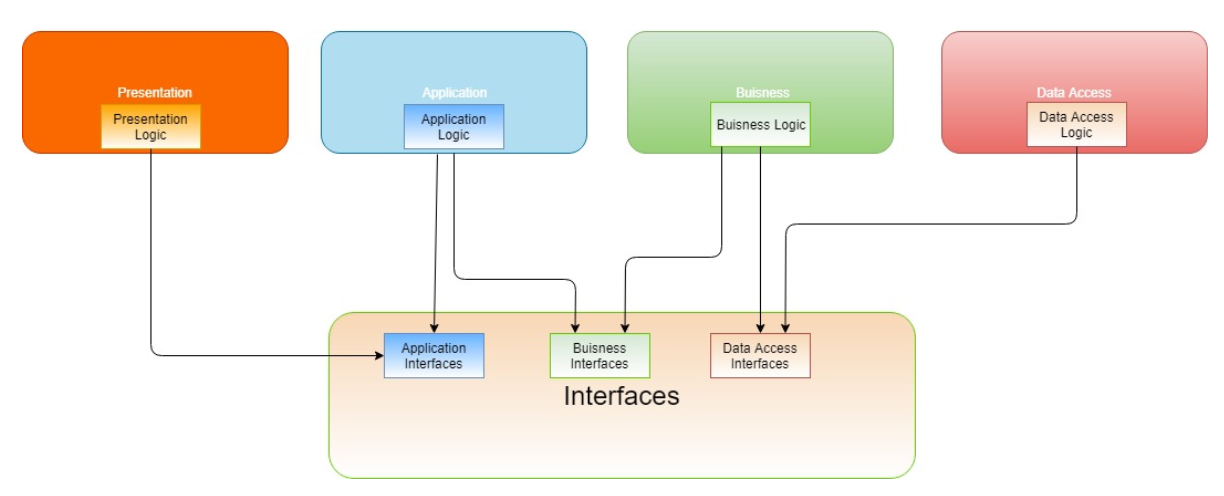 Presentation
Presentation
Logic
Application
Application
Logic
Buisness
Buisness Logic
Data Access
Data Access
Logic
Application
Interfaces
Buisness
Interfaces
Data Access
Interfaces
Interfaces